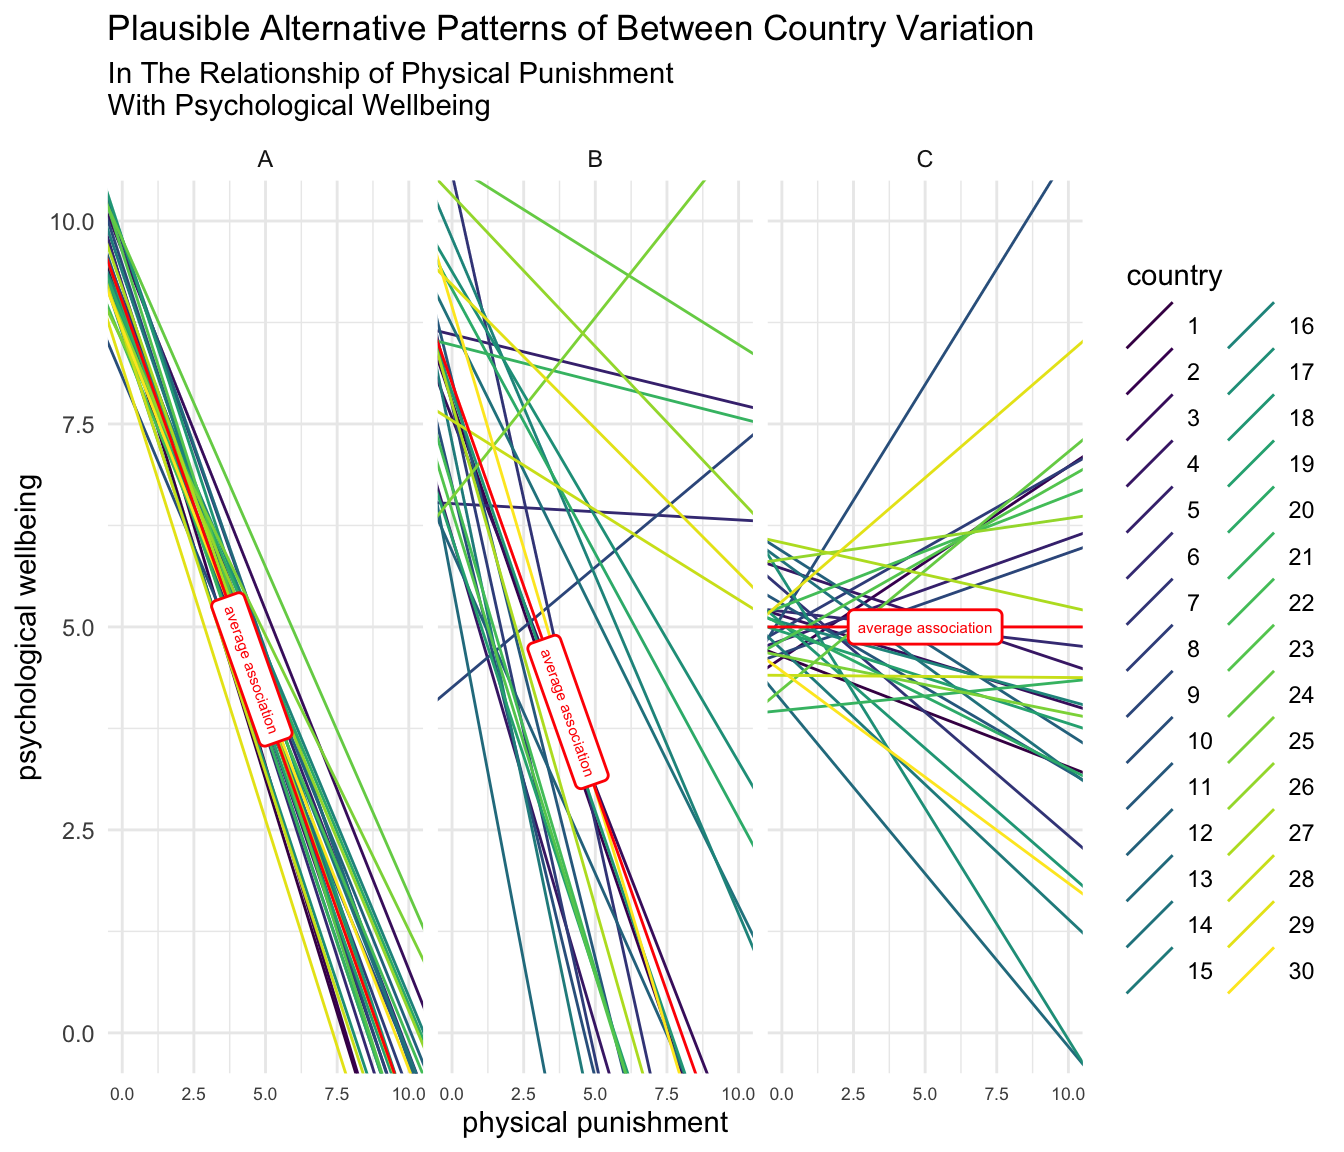 Plausible Alternative Patterns of Between Country Variation
In The Relationship of Physical Punishment
With Psychological Wellbeing
A
B
C
psychological wellbeing
10.0
7.5
5.0
2.5
0.0
average association
average association
average association
0.0 2.5 5.0 7.5 10.0
0.0 2.5 5.0 7.5 10.0
0.0 2.5 5.0 7.5 10.0
physical punishment
country
1 16
2 17
3 18
4 19
5 20
6 21
7 22
8 23
9 24
10 25
11 26
12 27
13 28
14 29
15 30